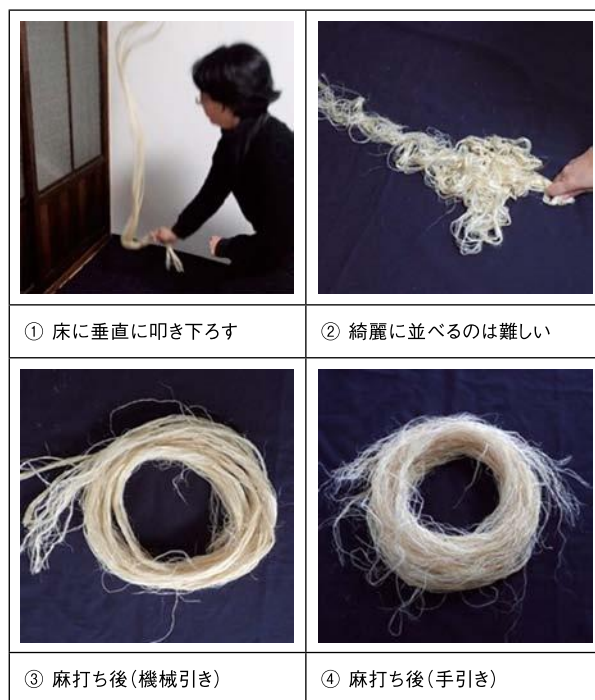 ① 床に垂直に叩き下ろす
② 綺麗に並べるのは難しい
③ 麻打ち後(機械引き)
④ 麻打ち後(手引き)